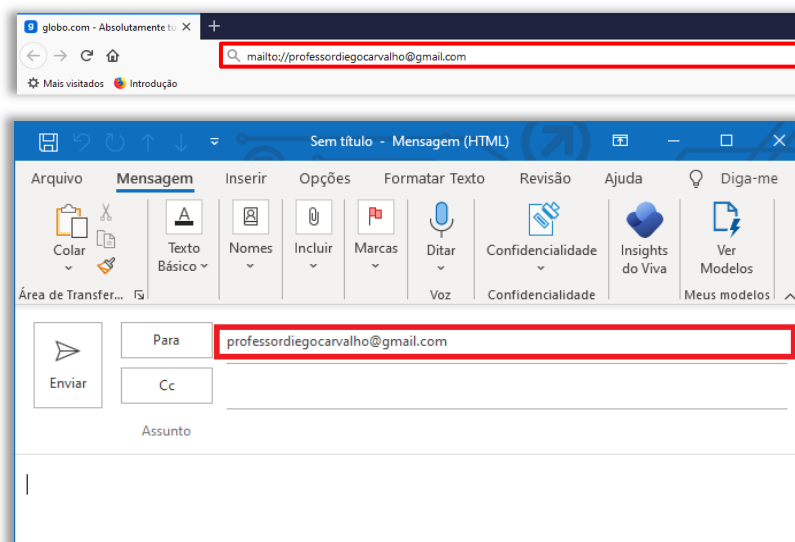 globo.com - Absolutamente tu
mailto://professordiegocarvalho@gmail.com
Mais visitados Introdução
Sem título - Mensagem (HTML)
Arquivo Mensagem Inserir Opções Formatar Texto Revisão Ajuda Diga-me
Colar Texto Básico Nomes Incluir Marcas Ditar Confidencialidade Insights do Viva Ver Modelos
Área de Transfer... Voz Confidencialidade Meus modelos
Para professordiegocarvalho@gmail.com
Enviar Cc
Assunto